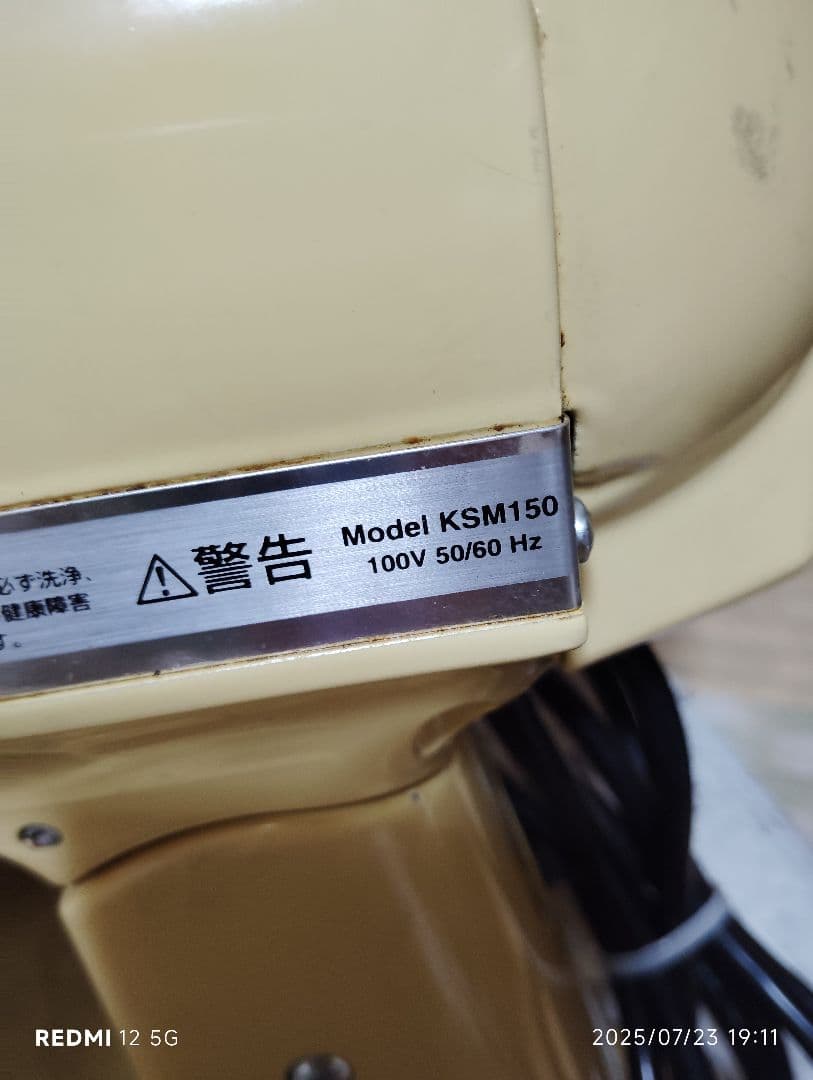 必ず洗浄、
健康障害
す。
⚠警告
Model KSM150
100V 50/60 Hz
REDMI 12 5G
2025/07/23 19:11